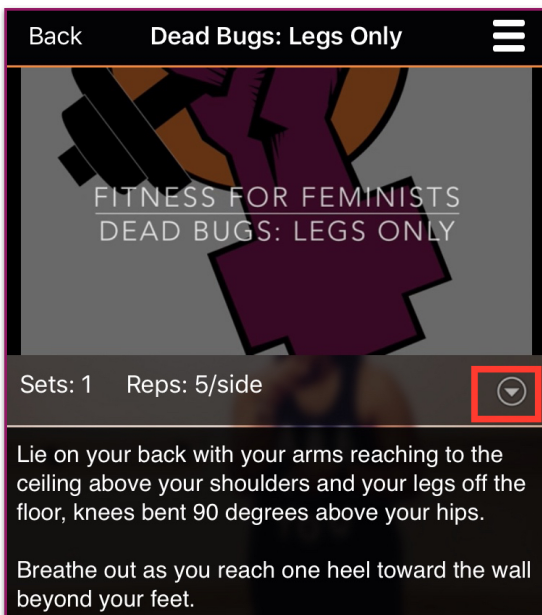 Back Dead Bugs: Legs Only
FITNESS FOR FEMINISTS
DEAD BUGS: LEGS ONLY
Sets: 1 Reps: 5/side
Lie on your back with your arms reaching to the
ceiling above your shoulders and your legs off the
floor, knees bent 90 degrees above your hips.
Breathe out as you reach one heel toward the wall
beyond your feet.